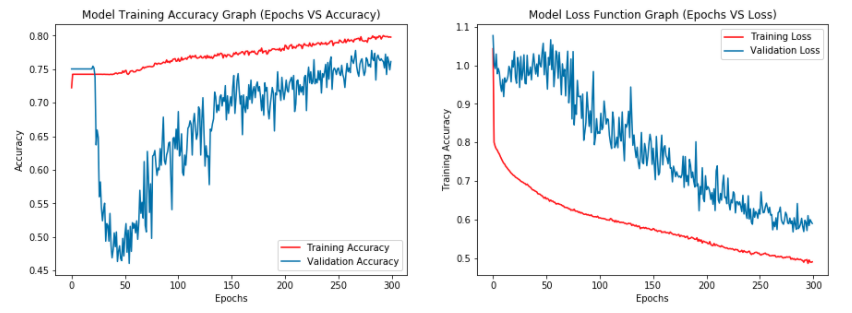 Model Training Accuracy Graph (Epochs VS Accuracy)
Accuracy
0.80
0.75
0.70
0.65
0.60
0.55
0.50
0.45
Training Accuracy
Validation Accuracy
0 50 100 150 200 250 300
Epochs
Model Loss Function Graph (Epochs VS Loss)
Training Accuracy
1.1
1.0
0.9
0.8
0.7
0.6
0.5
Training Loss
Validation Loss
0 50 100 150 200 250 300
Epochs